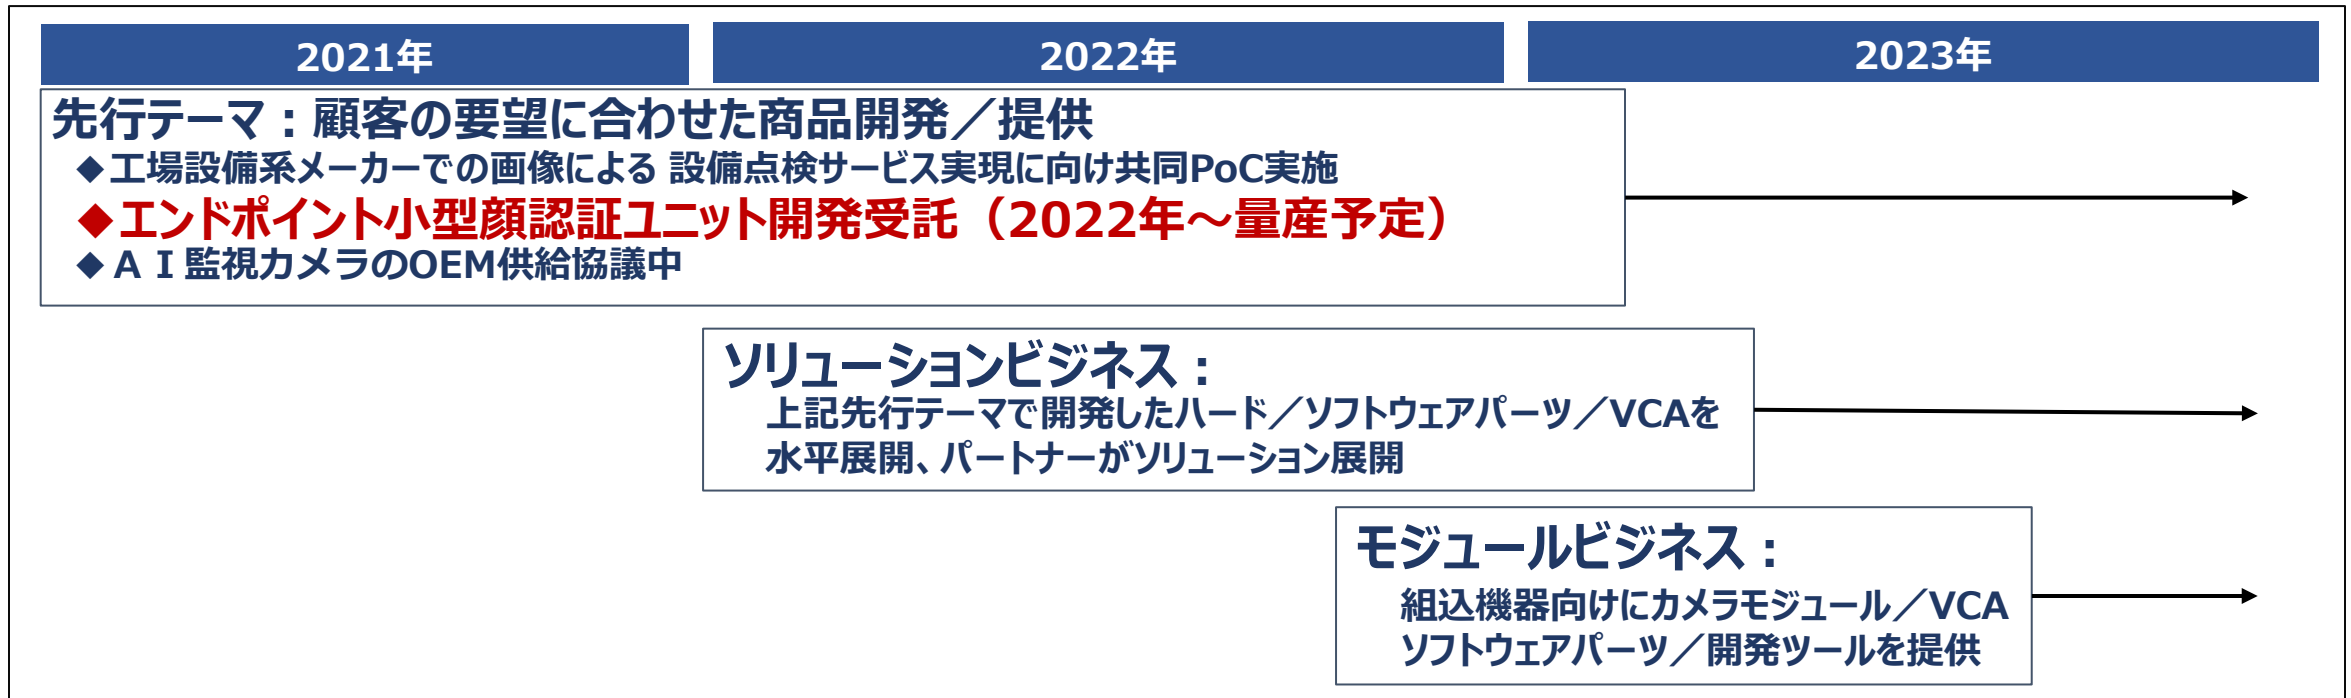 2021年
2022年
2023年
先行テーマ：顧客の要望に合わせた商品開発／提供
◆工場設備系メーカーでの画像による 設備点検サービス実現に向け共同PoC実施
◆エンドポイント小型顔認証ユニット開発受託（2022年～量産予定）
◆ＡＩ監視カメラのOEM供給協議中
ソリューションビジネス：
上記先行テーマで開発したハード／ソフトウェアパーツ／VCAを
水平展開、パートナーがソリューション展開
モジュールビジネス：
組込機器向けにカメラモジュール／VCA
ソフトウェアパーツ／開発ツールを提供